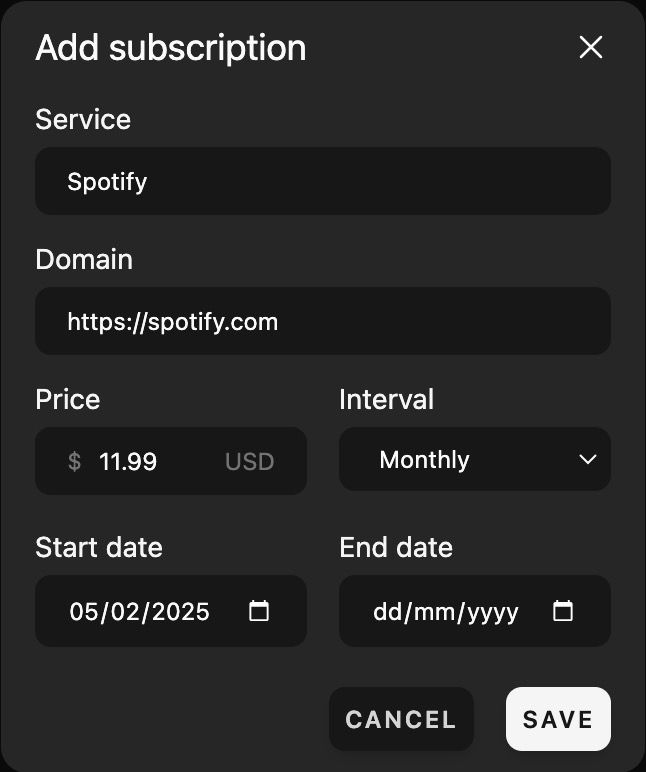 Add subscription
Service
Spotify
Domain
https://spotify.com
Price Interval
$ 11.99 USD Monthly
Start date End date
05/02/2025 dd/mm/yyyy
CANCEL SAVE